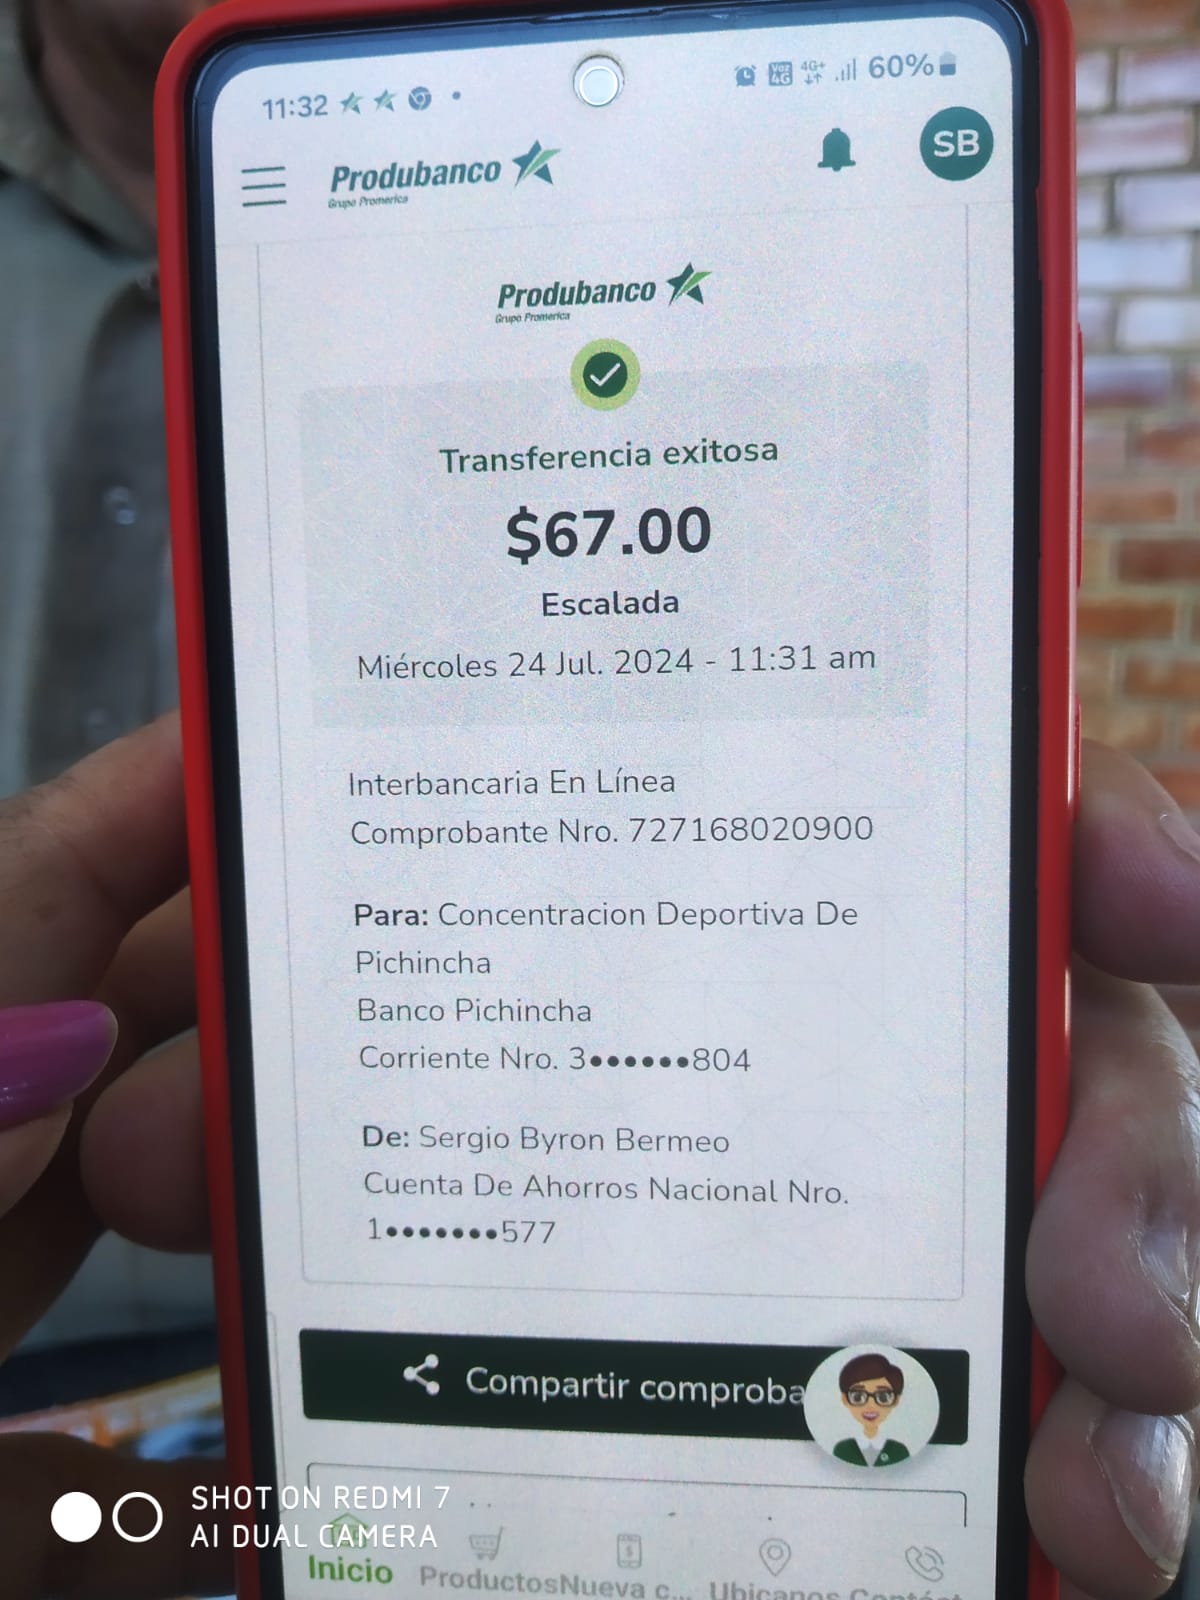 11:32
Voz 4G 4G+ 60%
Produbanco
Grupo Promerica
SB
Produbanco
Grupo Promerica
Transferencia exitosa
$67.00
Escalada
Miércoles 24 Jul. 2024 - 11:31 am
Interbancaria En Línea
Comprobante Nro. 727168020900
Para: Concentracion Deportiva De
Pichincha
Banco Pichincha
Corriente Nro. 3●●●●●●804
De: Sergio Byron Bermeo
Cuenta De Ahorros Nacional Nro.
1●●●●●●●577
Compartir comproba
SHOT ON REDMI 7
AI DUAL CAMERA
Inicio
Productos
Nueva c...
Ubicanos